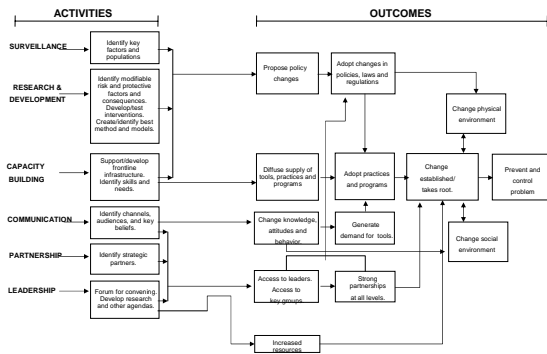 ACTIVITIES
OUTCOMES
SURVEILLANCE
Identify key
factors and
populations
RESEARCH &
DEVELOPMENT
Identify modifiable
risk and protective
factors and
consequences.
Develop/test
interventions.
Create/identify best
method and models.
CAPACITY
BUILDING
Support/develop
frontline
infrastructure.
Identify skills and
needs.
COMMUNICATION
Identify channels,
audiences, and key
beliefs.
PARTNERSHIP
Identify strategic
partners.
LEADERSHIP
Forum for convening.
Develop research
and other agendas.
Propose policy
changes
Adopt changes in
policies, laws and
regulations
Change physical
environment
Diffuse supply of
tools, practices and
programs
Adopt practices
and programs
Change
established/
takes root.
Prevent and
control
problem
Change knowledge,
attitudes and
behavior.
Generate
demand for tools.
Change social
environment
Access to leaders.
Access to
key groups.
Strong
partnerships
at all levels.
Increased
resources